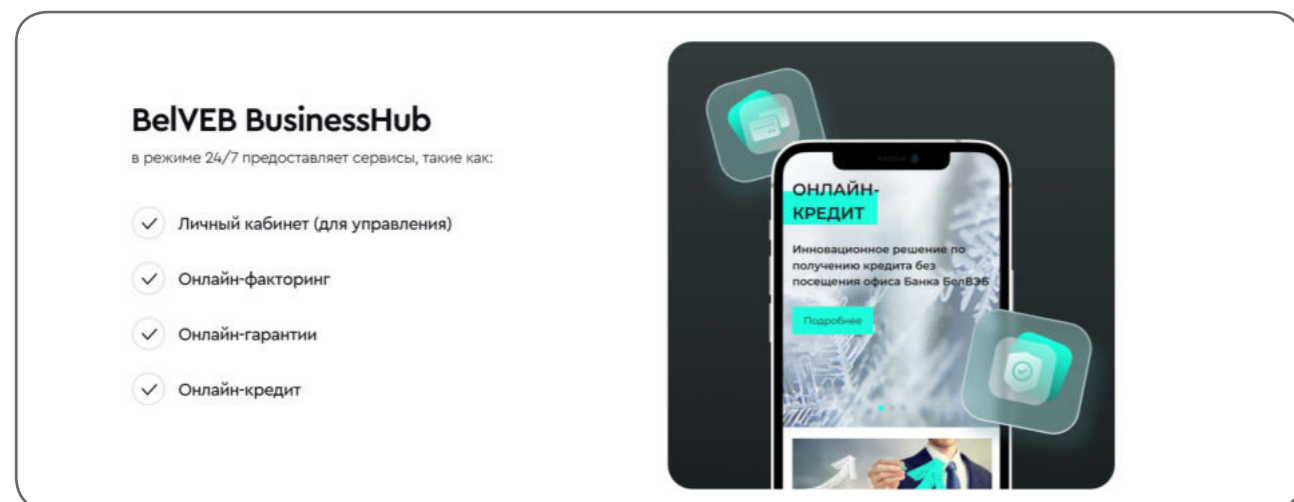 BelVEB BusinessHub
в режиме 24/7 предоставляет сервисы, такие как:
Личный кабинет (для управления)
Онлайн-факторинг
Онлайн-гарантии
Онлайн-кредит
ОНЛАЙН-
КРЕДИТ
Инновационное решение по
получению кредита без
посещения офиса Банка БелВЭБ
Подробнее